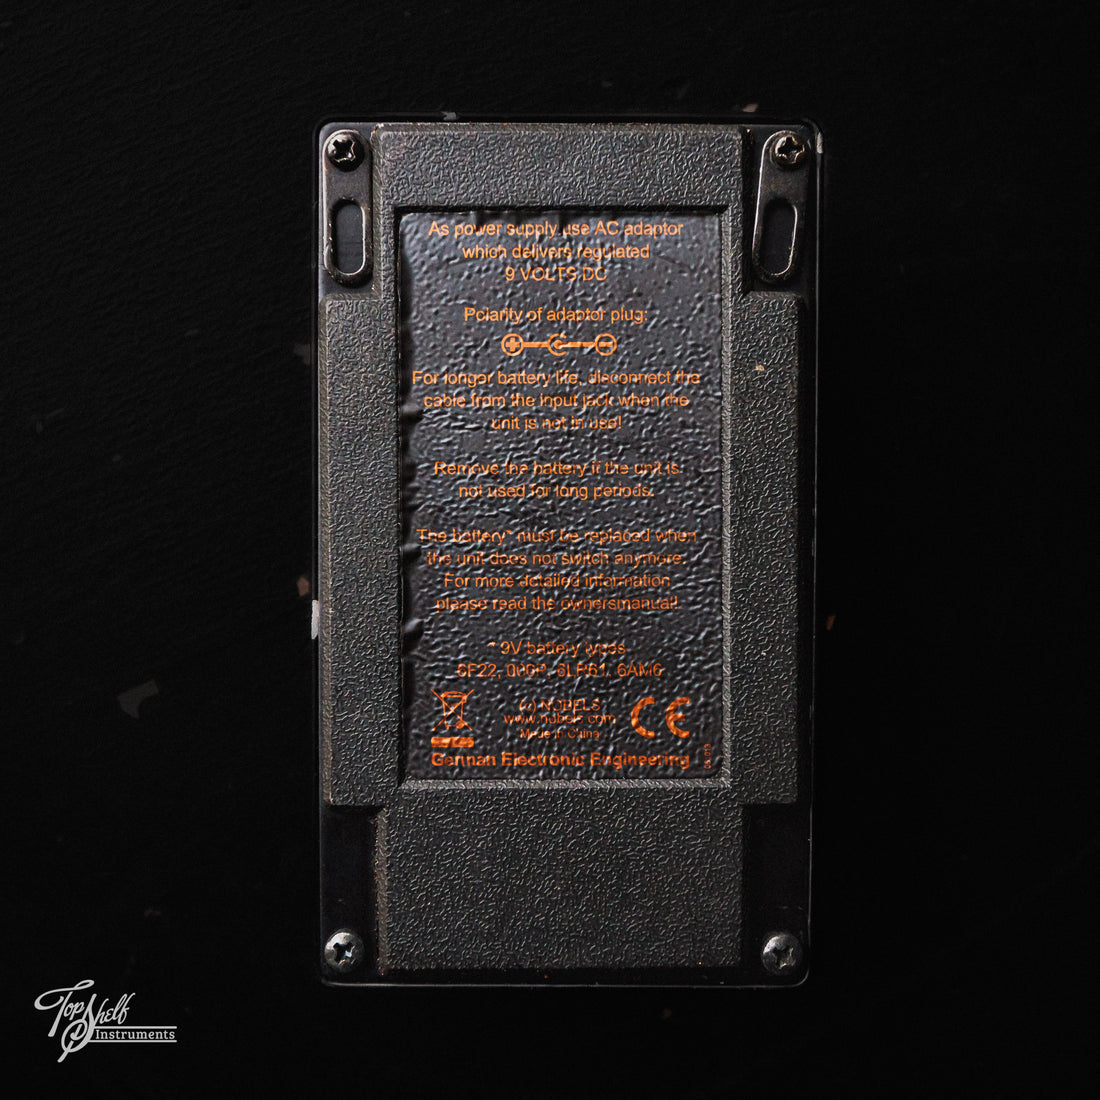 As power supply use AC adaptor
which delivers regulated
9 VOLTS DC
Polarity of adaptor plug:
For longer battery life, disconnect the
cable from the input jack when the
unit is not in use!
Remove the battery if the unit is
not used for long periods.
The battery* must be replaced when
the unit does not switch anymore.
For more detailed information
please read the ownersmanual!
* 9V battery types
6F22, 006P, 6LR61, 6AM6
(c) NOBELS
www.nobels.com
Made in China
CE
German Electronic Engineering
Top Shelf
Instruments